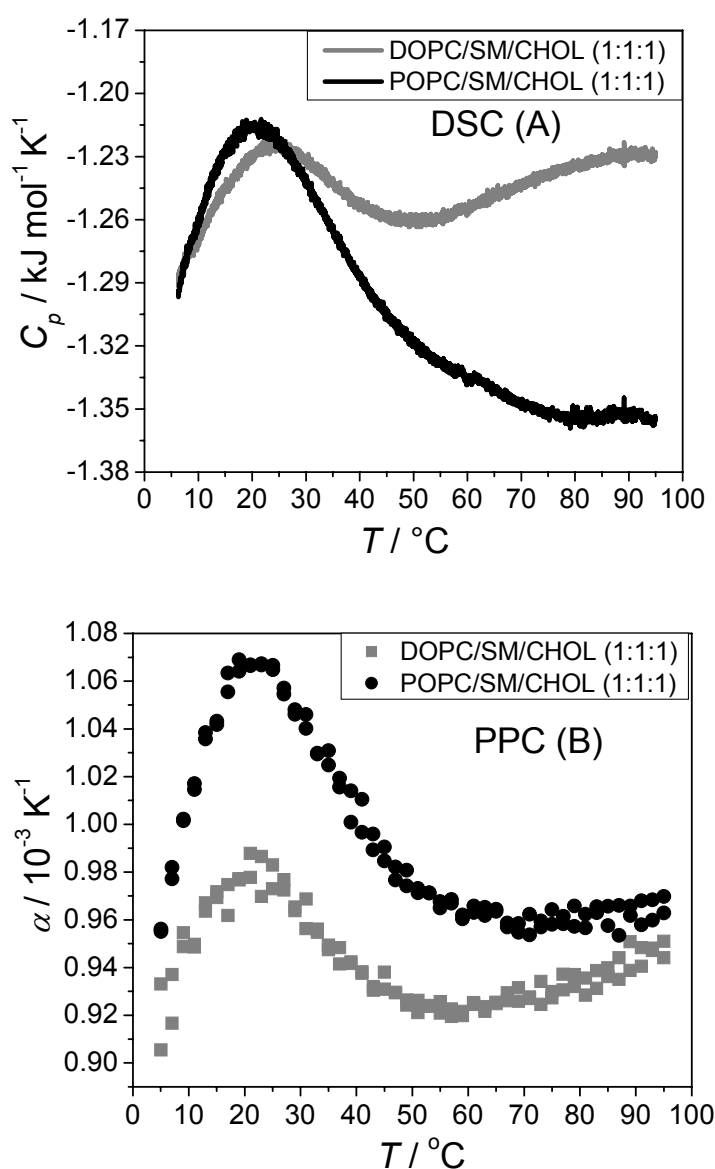 -1.17
-1.20
-1.23
-1.26
-1.29
-1.32
-1.35
-1.38
C_p / kJ mol⁻¹ K⁻¹
DOPC/SM/CHOL (1:1:1)
POPC/SM/CHOL (1:1:1)
DSC (A)
0 10 20 30 40 50 60 70 80 90 100
T / °C
1.08
1.06
1.04
1.02
1.00
0.98
0.96
0.94
0.92
0.90
α / 10⁻³ K⁻¹
DOPC/SM/CHOL (1:1:1)
POPC/SM/CHOL (1:1:1)
PPC (B)
0 10 20 30 40 50 60 70 80 90 100
T / °C